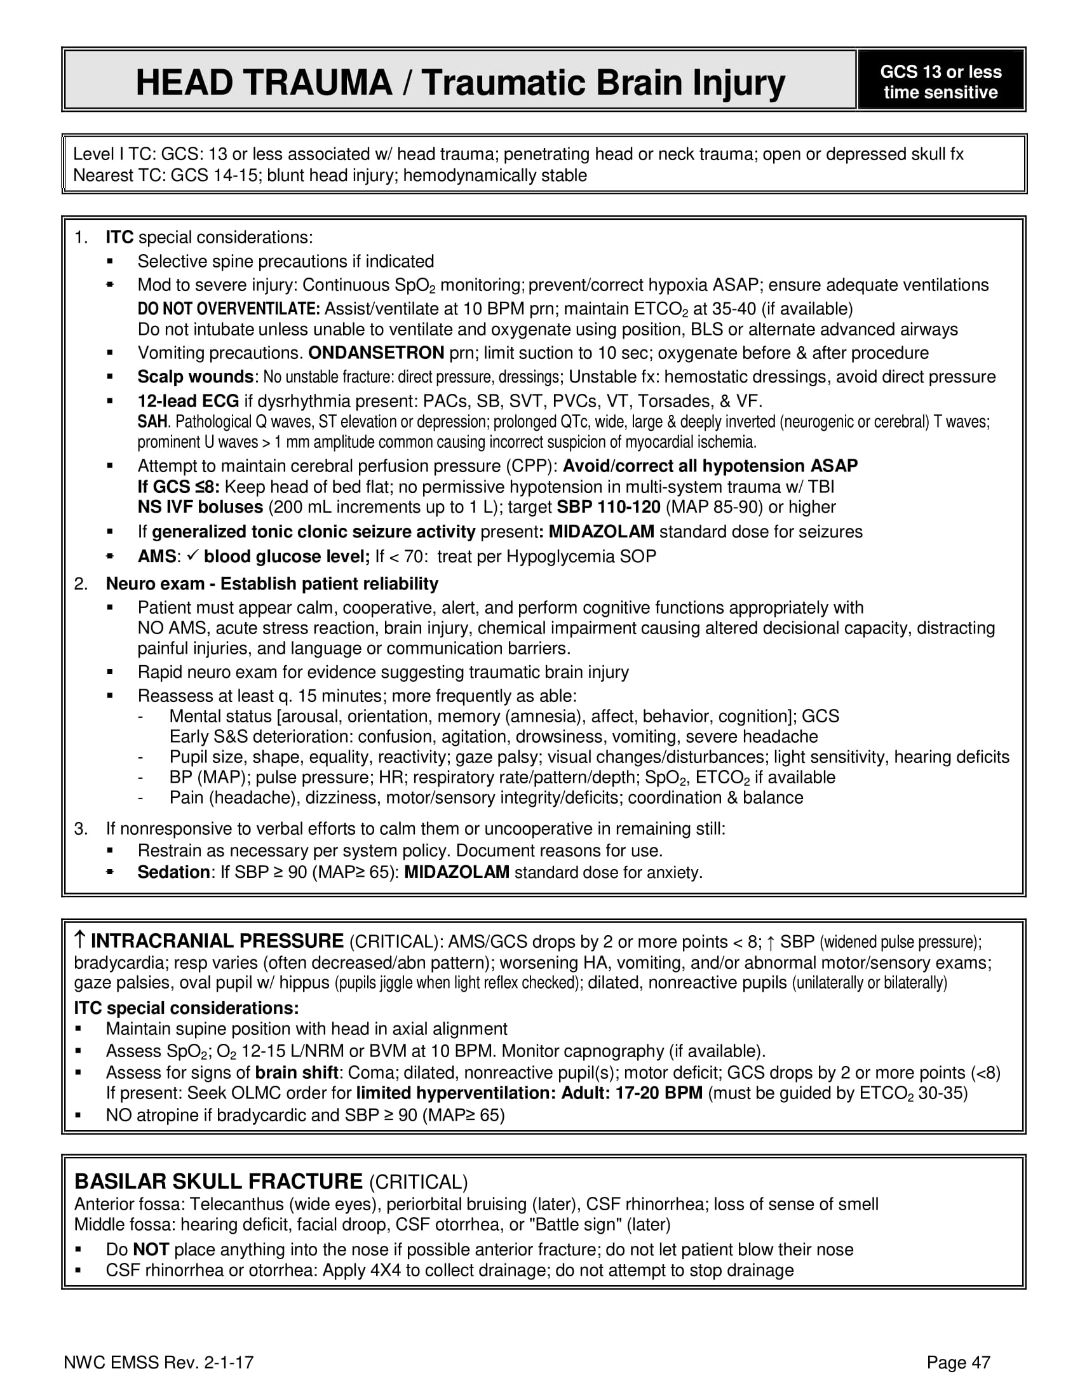 HEAD TRAUMA / Traumatic Brain Injury
GCS 13 or less
time sensitive
Level I TC: GCS: 13 or less associated w/ head trauma; penetrating head or neck trauma; open or depressed skull fx
Nearest TC: GCS 14-15; blunt head injury; hemodynamically stable
1. ITC special considerations:
▪ Selective spine precautions if indicated
▪ Mod to severe injury: Continuous SpO₂ monitoring; prevent/correct hypoxia ASAP; ensure adequate ventilations
DO NOT OVERVENTILATE: Assist/ventilate at 10 BPM prn; maintain ETCO₂ at 35-40 (if available)
Do not intubate unless unable to ventilate and oxygenate using position, BLS or alternate advanced airways
▪ Vomiting precautions. ONDANSETRON prn; limit suction to 10 sec; oxygenate before & after procedure
▪ Scalp wounds: No unstable fracture: direct pressure, dressings; Unstable fx: hemostatic dressings, avoid direct pressure
▪ 12-lead ECG if dysrhythmia present: PACs, SB, SVT, PVCs, VT, Torsades, & VF.
SAH. Pathological Q waves, ST elevation or depression; prolonged QTc, wide, large & deeply inverted (neurogenic or cerebral) T waves;
prominent U waves > 1 mm amplitude common causing incorrect suspicion of myocardial ischemia.
▪ Attempt to maintain cerebral perfusion pressure (CPP): Avoid/correct all hypotension ASAP
If GCS ≤8: Keep head of bed flat; no permissive hypotension in multi-system trauma w/ TBI
NS IVF boluses (200 mL increments up to 1 L); target SBP 110-120 (MAP 85-90) or higher
▪ If generalized tonic clonic seizure activity present: MIDAZOLAM standard dose for seizures
▪ AMS: ✓ blood glucose level; If < 70: treat per Hypoglycemia SOP
2. Neuro exam - Establish patient reliability
▪ Patient must appear calm, cooperative, alert, and perform cognitive functions appropriately with
NO AMS, acute stress reaction, brain injury, chemical impairment causing altered decisional capacity, distracting
painful injuries, and language or communication barriers.
▪ Rapid neuro exam for evidence suggesting traumatic brain injury
▪ Reassess at least q. 15 minutes; more frequently as able:
- Mental status [arousal, orientation, memory (amnesia), affect, behavior, cognition]; GCS
Early S&S deterioration: confusion, agitation, drowsiness, vomiting, severe headache
- Pupil size, shape, equality, reactivity; gaze palsy; visual changes/disturbances; light sensitivity, hearing deficits
- BP (MAP); pulse pressure; HR; respiratory rate/pattern/depth; SpO₂, ETCO₂ if available
- Pain (headache), dizziness, motor/sensory integrity/deficits; coordination & balance
3. If nonresponsive to verbal efforts to calm them or uncooperative in remaining still:
▪ Restrain as necessary per system policy. Document reasons for use.
▪ Sedation: If SBP ≥ 90 (MAP≥ 65): MIDAZOLAM standard dose for anxiety.
↑ INTRACRANIAL PRESSURE (CRITICAL): AMS/GCS drops by 2 or more points < 8; ↑ SBP (widened pulse pressure);
bradycardia; resp varies (often decreased/abn pattern); worsening HA, vomiting, and/or abnormal motor/sensory exams;
gaze palsies, oval pupil w/ hippus (pupils jiggle when light reflex checked); dilated, nonreactive pupils (unilaterally or bilaterally)
ITC special considerations:
▪ Maintain supine position with head in axial alignment
▪ Assess SpO₂; O₂ 12-15 L/NRM or BVM at 10 BPM. Monitor capnography (if available).
▪ Assess for signs of brain shift: Coma; dilated, nonreactive pupil(s); motor deficit; GCS drops by 2 or more points (<8)
If present: Seek OLMC order for limited hyperventilation: Adult: 17-20 BPM (must be guided by ETCO₂ 30-35)
▪ NO atropine if bradycardic and SBP ≥ 90 (MAP≥ 65)
BASILAR SKULL FRACTURE (CRITICAL)
Anterior fossa: Telecanthus (wide eyes), periorbital bruising (later), CSF rhinorrhea; loss of sense of smell
Middle fossa: hearing deficit, facial droop, CSF otorrhea, or "Battle sign" (later)
▪ Do NOT place anything into the nose if possible anterior fracture; do not let patient blow their nose
▪ CSF rhinorrhea or otorrhea: Apply 4X4 to collect drainage; do not attempt to stop drainage
NWC EMSS Rev. 2-1-17
Page 47